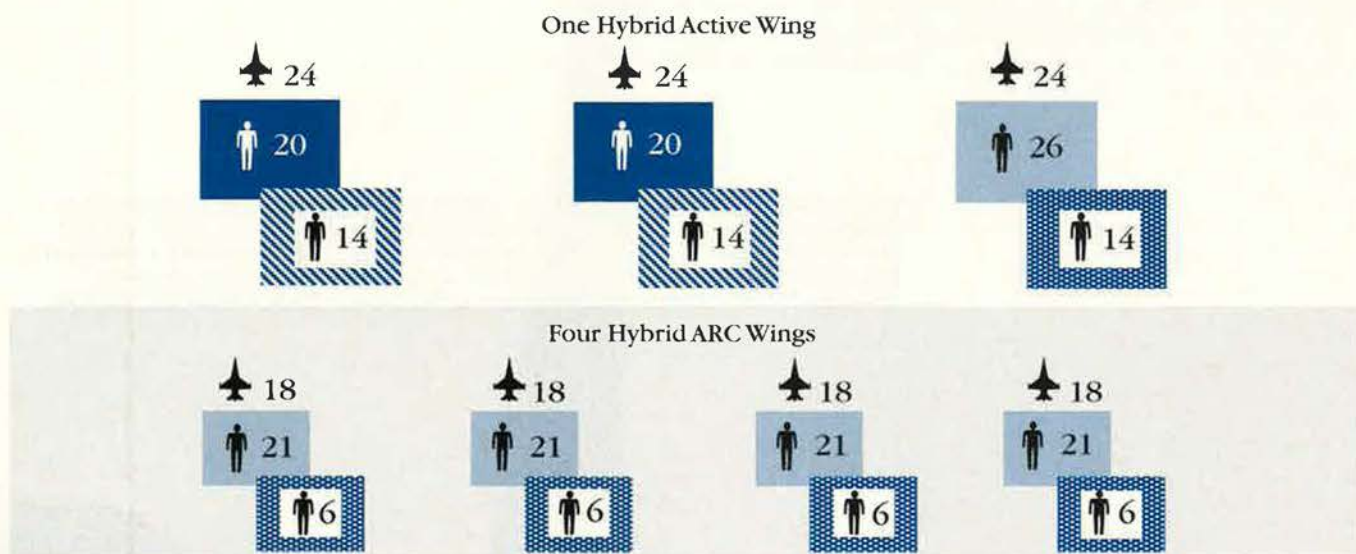 One Hybrid Active Wing
24 24 24
20 20 26
14 14 14
Four Hybrid ARC Wings
18 18 18 18
21 21 21 21
6 6 6 6